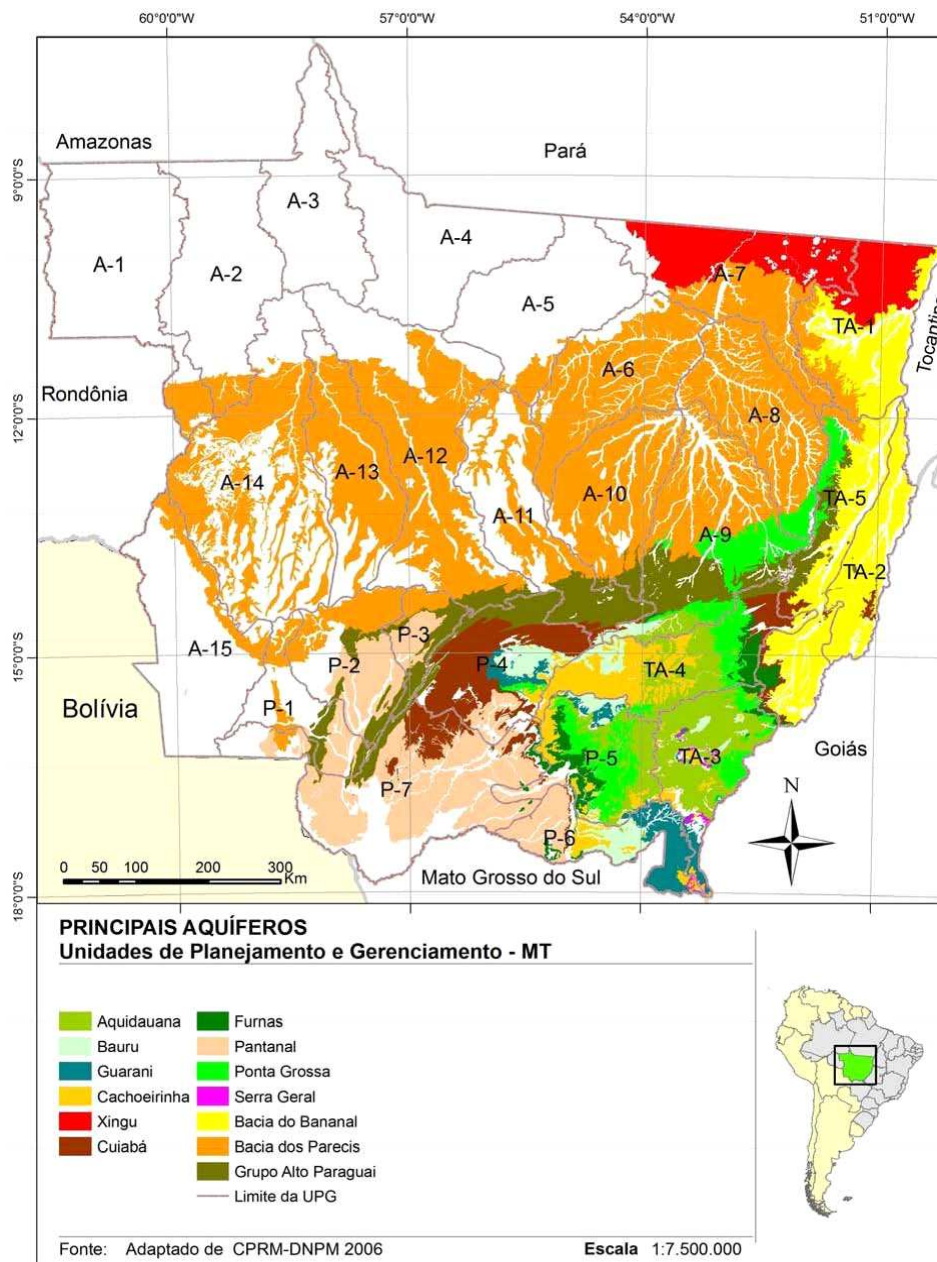 60°0'0"W 57°0'0"W 54°0'0"W 51°0'0"W
Amazonas
Pará
9°0'0"S
A-3
A-4
A-1
A-2
A-7
A-5
TA-1
Tocantins
Rondônia
A-6
A-8
12°0'0"S
A-12
A-13
A-14
A-10
TA-5
A-11
A-9
TA-2
P-3
A-15
P-2
P-4
TA-4
15°0'0"S
Bolívia
P-1
Goiás
P-5
TA-3
P-7
N
P-6
0 50 100 200 300
Km
Mato Grosso do Sul
18°0'0"S
PRINCIPAIS AQUÍFEROS
Unidades de Planejamento e Gerenciamento - MT
Aquidauana
Bauru
Guarani
Cachoeirinha
Xingu
Cuiabá
Furnas
Pantanal
Ponta Grossa
Serra Geral
Bacia do Bananal
Bacia dos Parecis
Grupo Alto Paraguai
Limite da UPG
Fonte: Adaptado de CPRM-DNPM 2006
Escala 1:7.500.000